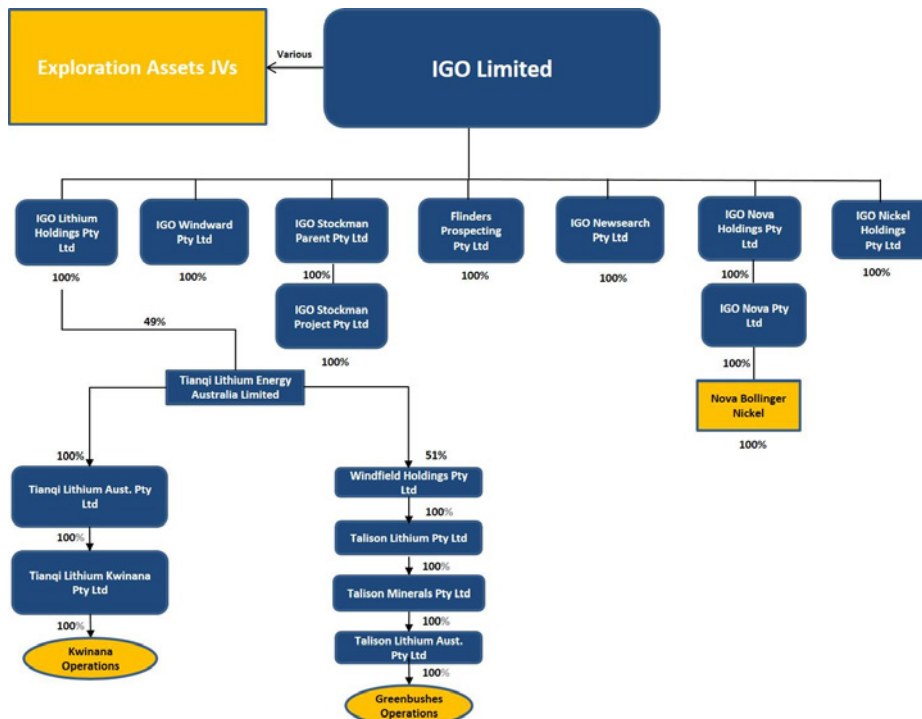 Exploration Assets JVs
Various
IGO Limited
IGO Lithium
Holdings Pty
Ltd
100%
IGO Windward
Pty Ltd
100%
IGO Stockman
Parent Pty Ltd
100%
IGO Stockman
Project Pty Ltd
100%
Flinders
Prospecting
Pty Ltd
100%
IGO Newsearch
Pty Ltd
100%
IGO Nova
Holdings Pty
Ltd
100%
IGO Nova Pty
Ltd
100%
Nova Bollinger
Nickel
100%
IGO Nickel
Holdings
Pty Ltd
100%
49%
Tianqi Lithium Energy
Australia Limited
100%
Tianqi Lithium Aust. Pty
Ltd
100%
Tianqi Lithium Kwinana
Pty Ltd
100%
Kwinana
Operations
51%
Windfield Holdings Pty
Ltd
100%
Talison Lithium Pty Ltd
100%
Talison Minerals Pty Ltd
100%
Talison Lithium Aust.
Pty Ltd
100%
Greenbushes
Operations